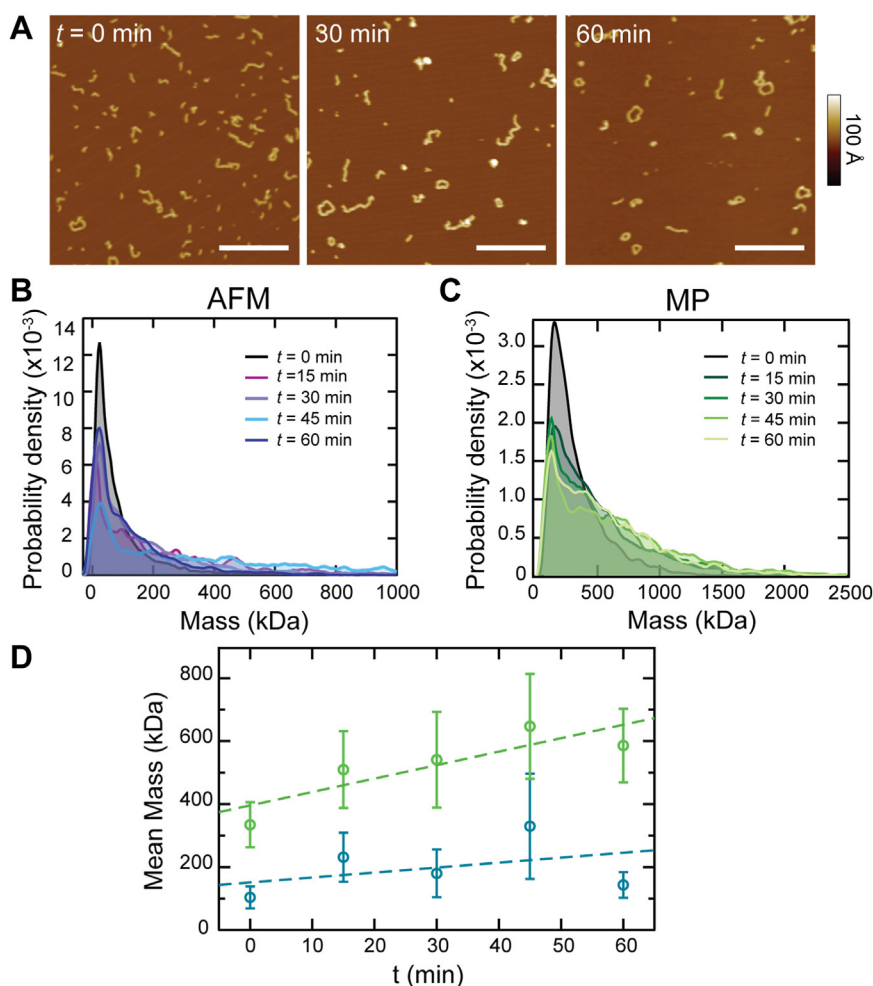 A
t = 0 min
30 min
60 min
100 Å
B
AFM
Probability density (x10⁻³)
14
12
10
8
6
4
2
0
t = 0 min
t =15 min
t = 30 min
t = 45 min
t = 60 min
0
200
400
600
800
1000
Mass (kDa)
C
MP
Probability density (x10⁻³)
3.0
2.5
2.0
1.5
1.0
0.5
0
t = 0 min
t = 15 min
t = 30 min
t = 45 min
t = 60 min
0
500
1000
1500
2000
2500
Mass (kDa)
D
Mean Mass (kDa)
800
600
400
200
0
0
10
20
30
40
50
60
t (min)